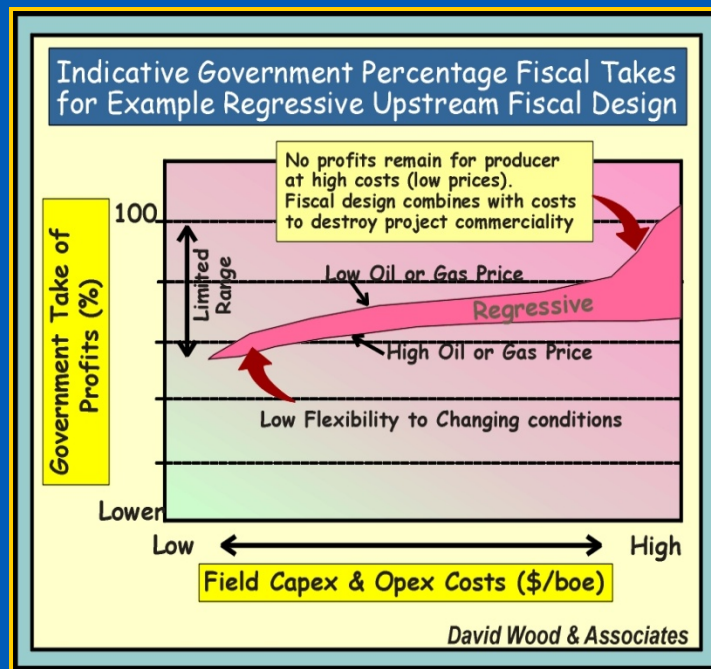 Indicative Government Percentage Fiscal Takes
for Example Regressive Upstream Fiscal Design
No profits remain for producer
at high costs (low prices).
Fiscal design combines with costs
to destroy project commerciality
100
Government Take of
Profits (%)
Limited
Range
Low Oil or Gas Price
Regressive
High Oil or Gas Price
Low Flexibility to Changing conditions
Lower
Low
High
Field Capex & Opex Costs ($/boe)
David Wood & Associates